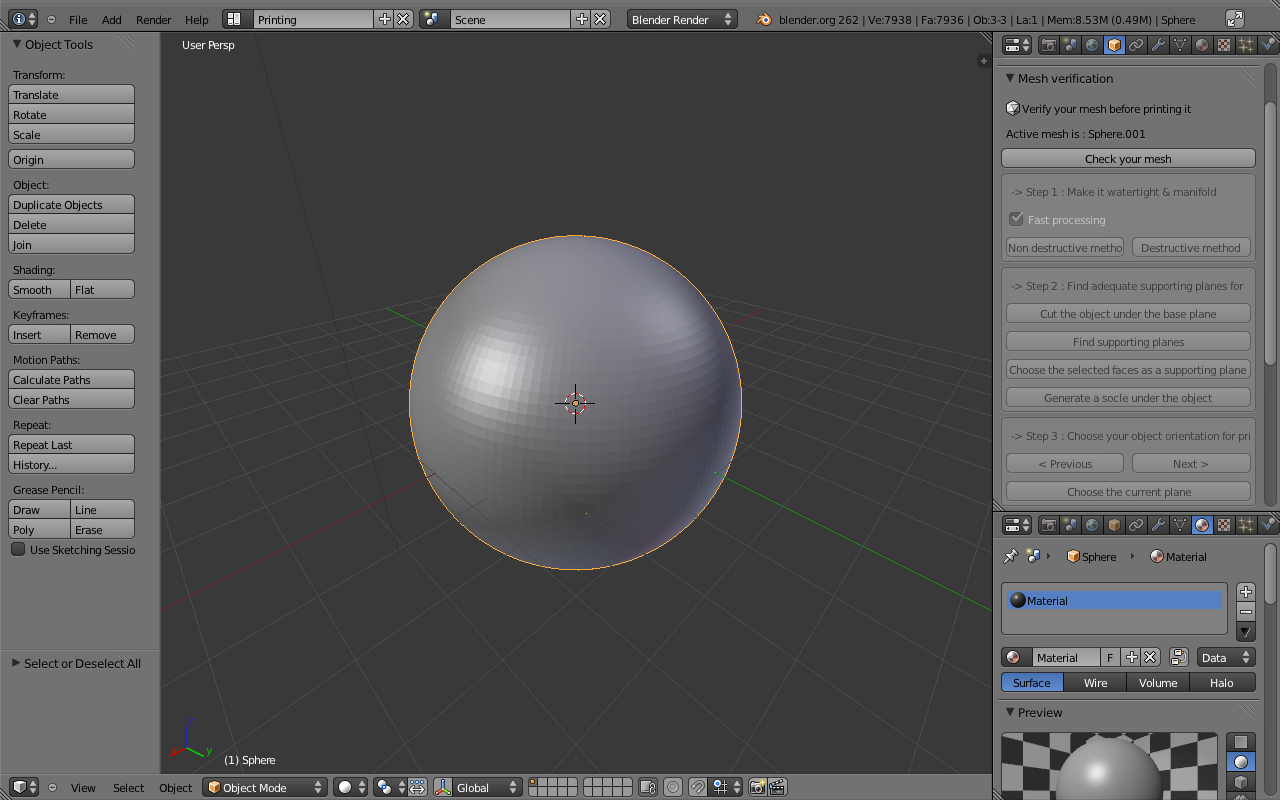 File Add Render Help Printing Scene Blender Render blender.org 262 | Ve:7938 | Fa:7936 | Ob:3-3 | La:1 | Mem:8.53M (0.49M) | Sphere
Object Tools
Transform:
Translate
Rotate
Scale
Origin
Object:
Duplicate Objects
Delete
Join
Shading:
Smooth Flat
Keyframes:
Insert Remove
Motion Paths:
Calculate Paths
Clear Paths
Repeat:
Repeat Last
History...
Grease Pencil:
Draw Line
Poly Erase
Use Sketching Sessio
Select or Deselect All
User Persp
z
x y
(1) Sphere
View Select Object Object Mode Global
Mesh verification
Verify your mesh before printing it
Active mesh is : Sphere.001
Check your mesh
-> Step 1 : Make it watertight & manifold
Fast processing
Non destructive metho Destructive method
-> Step 2 : Find adequate supporting planes for
Cut the object under the base plane
Find supporting planes
Choose the selected faces as a supporting plane
Generate a socle under the object
-> Step 3 : Choose your object orientation for pri
< Previous Next >
Choose the current plane
Sphere Material
Material
Material F Data
Surface Wire Volume Halo
Preview